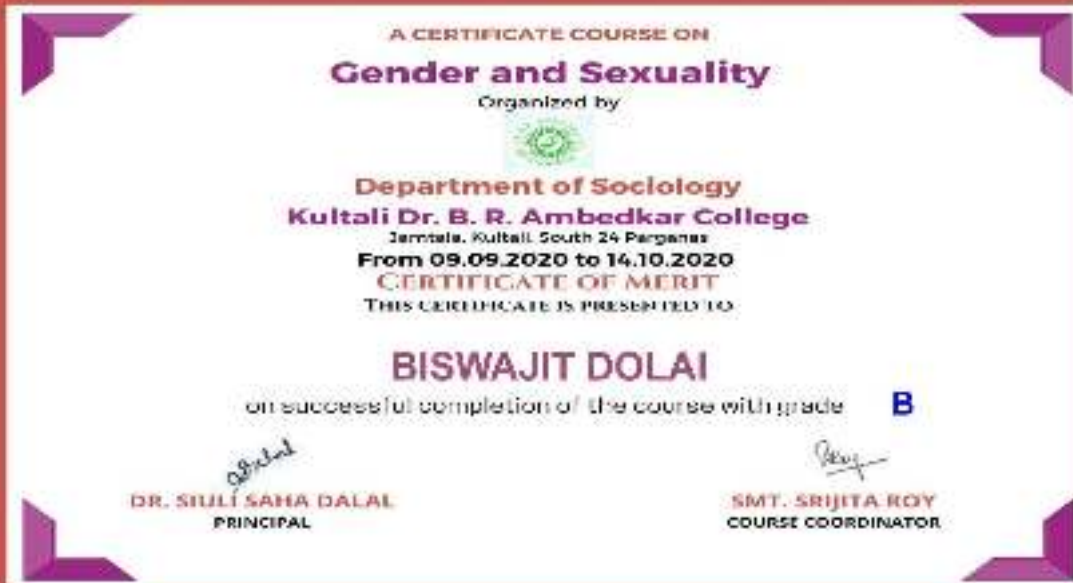 A CERTIFICATE COURSE ON
Gender and Sexuality
Organized by
Department of Sociology
Kultali Dr. B. R. Ambedkar College
Jamtala, Kultali, South 24 Parganas
From 09.09.2020 to 14.10.2020
CERTIFICATE OF MERIT
THIS CERTIFICATE IS PRESENTED TO
BISWAJIT DOLAI
on successful completion of the course with grade B
DR. SIULI SAHA DALAL
PRINCIPAL
SMT. SRIJITA ROY
COURSE COORDINATOR